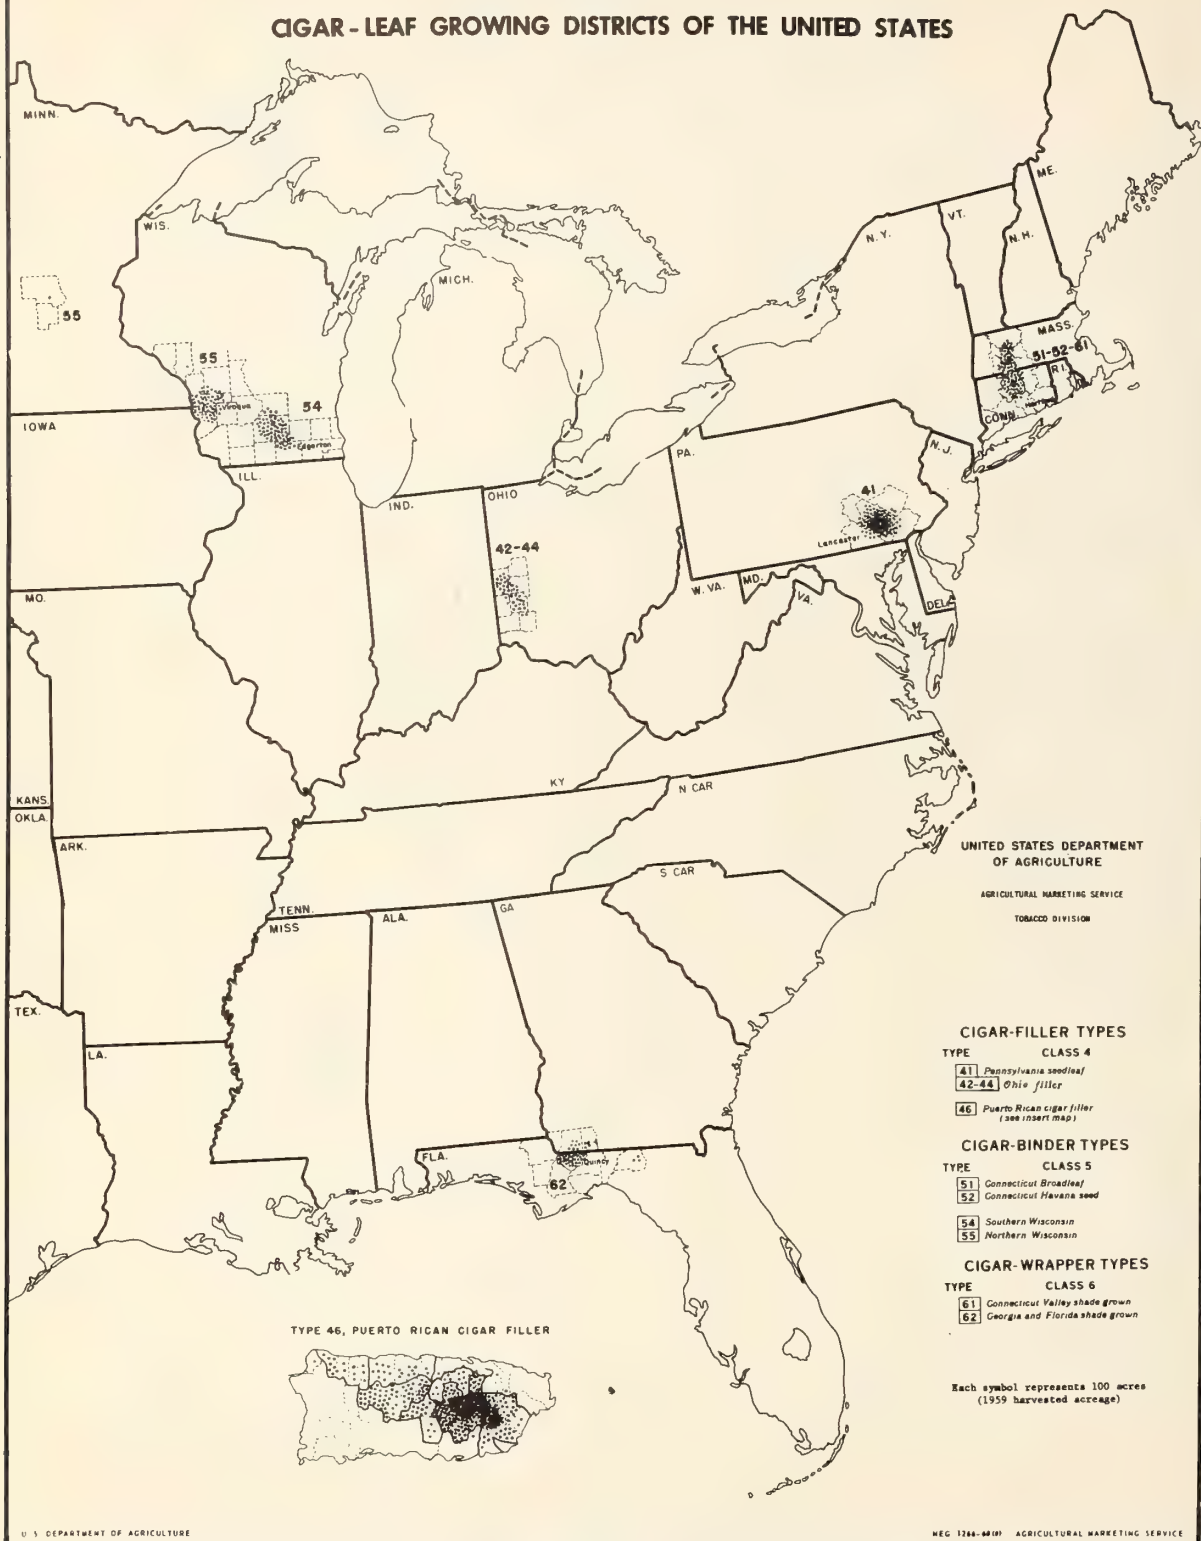 CIGAR-LEAF GROWING DISTRICTS OF THE UNITED STATES
MINN.
WIS.
MICH.
N.Y.
VT.
N.H.
ME.
55
55
Viroqua
54
Edgerton
MASS.
51-52-61
R.I.
CONN.
IOWA
ILL.
IND.
OHIO
42-44
PA.
41
Lancaster
N.J.
MO.
W. VA.
MD.
VA.
DEL.
KANS.
OKLA.
KY
N CAR
ARK.
S CAR
TENN.
MISS
ALA.
GA
TEX.
LA.
FLA.
Quincy
62
UNITED STATES DEPARTMENT
OF AGRICULTURE
AGRICULTURAL MARKETING SERVICE
TOBACCO DIVISION
CIGAR-FILLER TYPES
TYPE CLASS 4
41 Pennsylvania seedleaf
42-44 Ohio filler
46 Puerto Rican cigar filler
(see insert map)
CIGAR-BINDER TYPES
TYPE CLASS 5
51 Connecticut Broadleaf
52 Connecticut Havana seed
54 Southern Wisconsin
55 Northern Wisconsin
CIGAR-WRAPPER TYPES
TYPE CLASS 6
61 Connecticut Valley shade grown
62 Georgia and Florida shade grown
Each symbol represents 100 acres
(1959 harvested acreage)
TYPE 46, PUERTO RICAN CIGAR FILLER
U S DEPARTMENT OF AGRICULTURE
NEG AGRICULTURAL MARKETING SERVICE